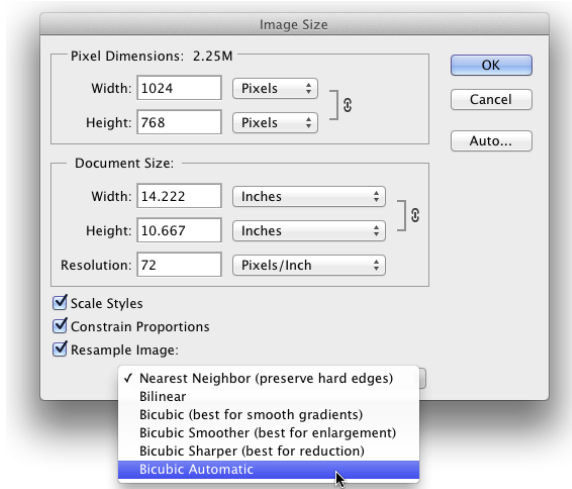 Image Size
Pixel Dimensions: 2.25M
Width: 1024 Pixels
Height: 768 Pixels
OK
Cancel
Auto...
Document Size:
Width: 14.222 Inches
Height: 10.667 Inches
Resolution: 72 Pixels/Inch
Scale Styles
Constrain Proportions
Resample Image:
✓ Nearest Neighbor (preserve hard edges)
Bilinear
Bicubic (best for smooth gradients)
Bicubic Smoother (best for enlargement)
Bicubic Sharper (best for reduction)
Bicubic Automatic